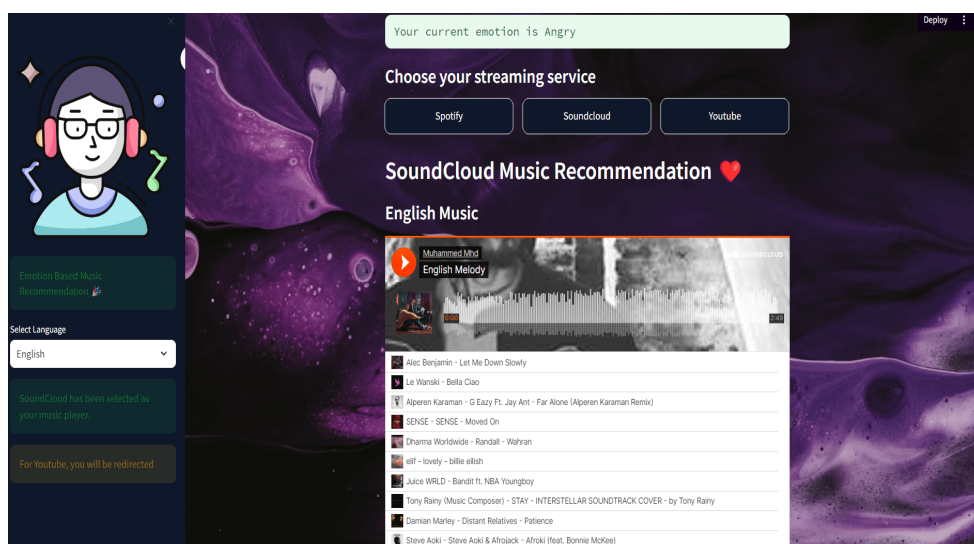 Deploy
Your current emotion is Angry
Choose your streaming service
Spotify
Soundcloud
Youtube
SoundCloud Music Recommendation
English Music
Muhammed Mhd
English Melody
SOUNDCLOUD
0:00
2:49
Alec Benjamin - Let Me Down Slowly
Le Wanski - Bella Ciao
Alperen Karaman - G Eazy Ft. Jay Ant - Far Alone (Alperen Karaman Remix)
SENSE - SENSE - Moved On
Dharma Worldwide - Randall - Wahran
elif - lovely - billie eilish
Juice WRLD - Bandit ft. NBA Youngboy
Tony Rainy (Music Composer) - STAY - INTERSTELLAR SOUNDTRACK COVER - by Tony Rainy
Damian Marley - Distant Relatives - Patience
Steve Aoki - Steve Aoki & Afrojack - Afroki (feat. Bonnie McKee)
Emotion Based Music
Recommendation
Select Language
English
SoundCloud has been selected as
your music player.
For Youtube, you will be redirected